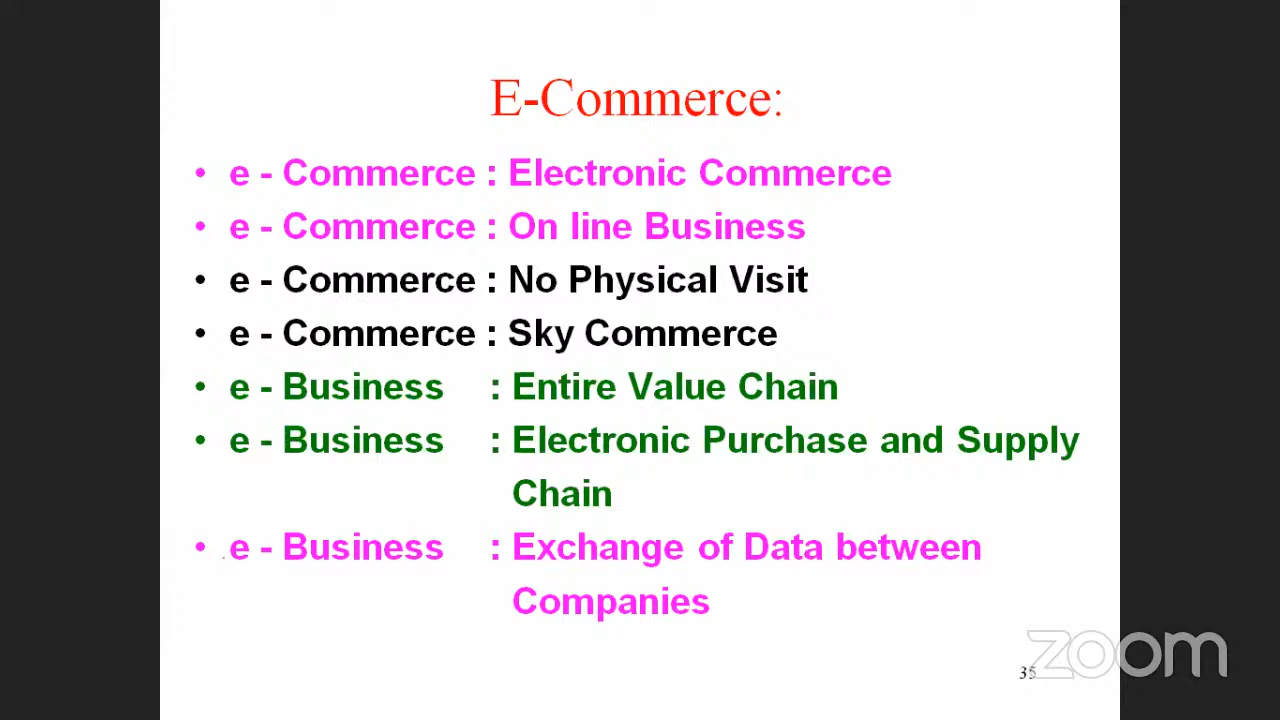 E-Commerce:
• e - Commerce : Electronic Commerce
• e - Commerce : On line Business
• e - Commerce : No Physical Visit
• e - Commerce : Sky Commerce
• e - Business : Entire Value Chain
• e - Business : Electronic Purchase and Supply
Chain
• e - Business : Exchange of Data between
Companies
35
zoom